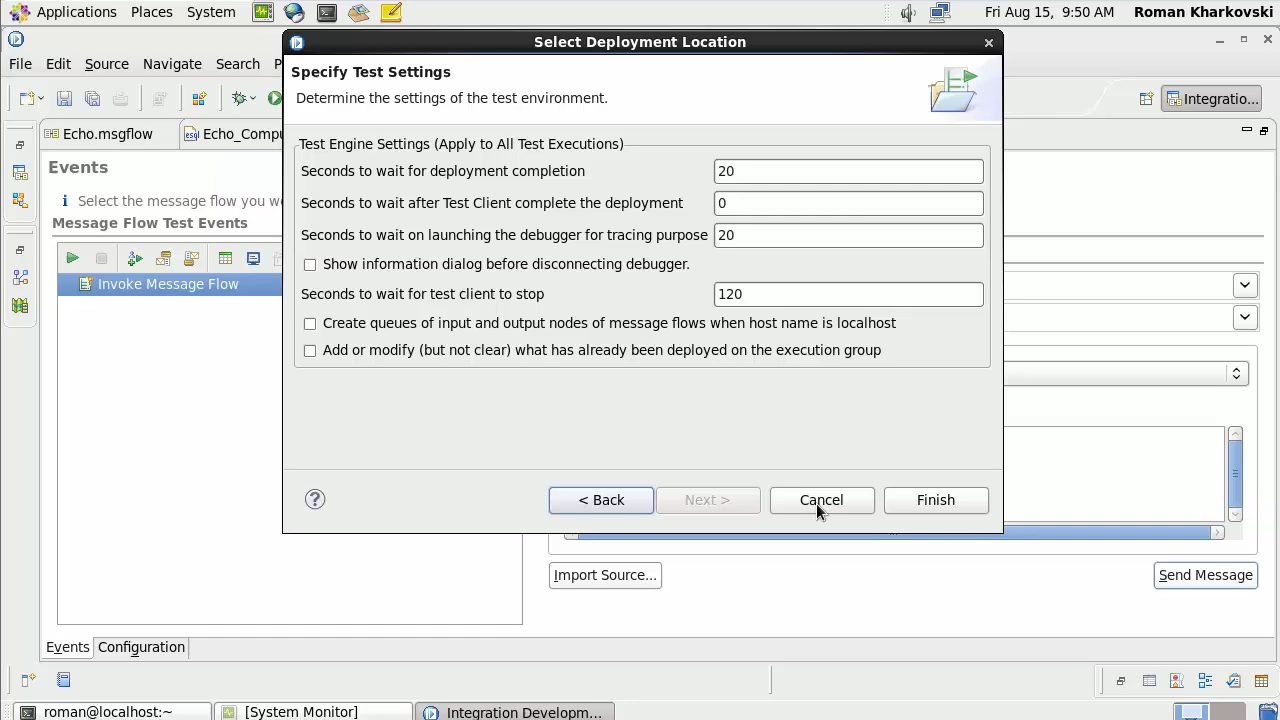 Applications Places System Fri Aug 15, 9:50 AM Roman Kharkovski
Select Deployment Location
File Edit Source Navigate Search
Specify Test Settings
Determine the settings of the test environment.
Integratio...
Echo.msgflow
Echo_Compu
Test Engine Settings (Apply to All Test Executions)
Events
Seconds to wait for deployment completion 20
Select the message flow you
Seconds to wait after Test Client complete the deployment 0
Message Flow Test Events
Seconds to wait on launching the debugger for tracing purpose 20
Show information dialog before disconnecting debugger.
Invoke Message Flow
Seconds to wait for test client to stop 120
Create queues of input and output nodes of message flows when host name is localhost
Add or modify (but not clear) what has already been deployed on the execution group
< Back Next > Cancel Finish
Import Source... Send Message
Events Configuration
roman@localhost:~ [System Monitor] Integration Developm...